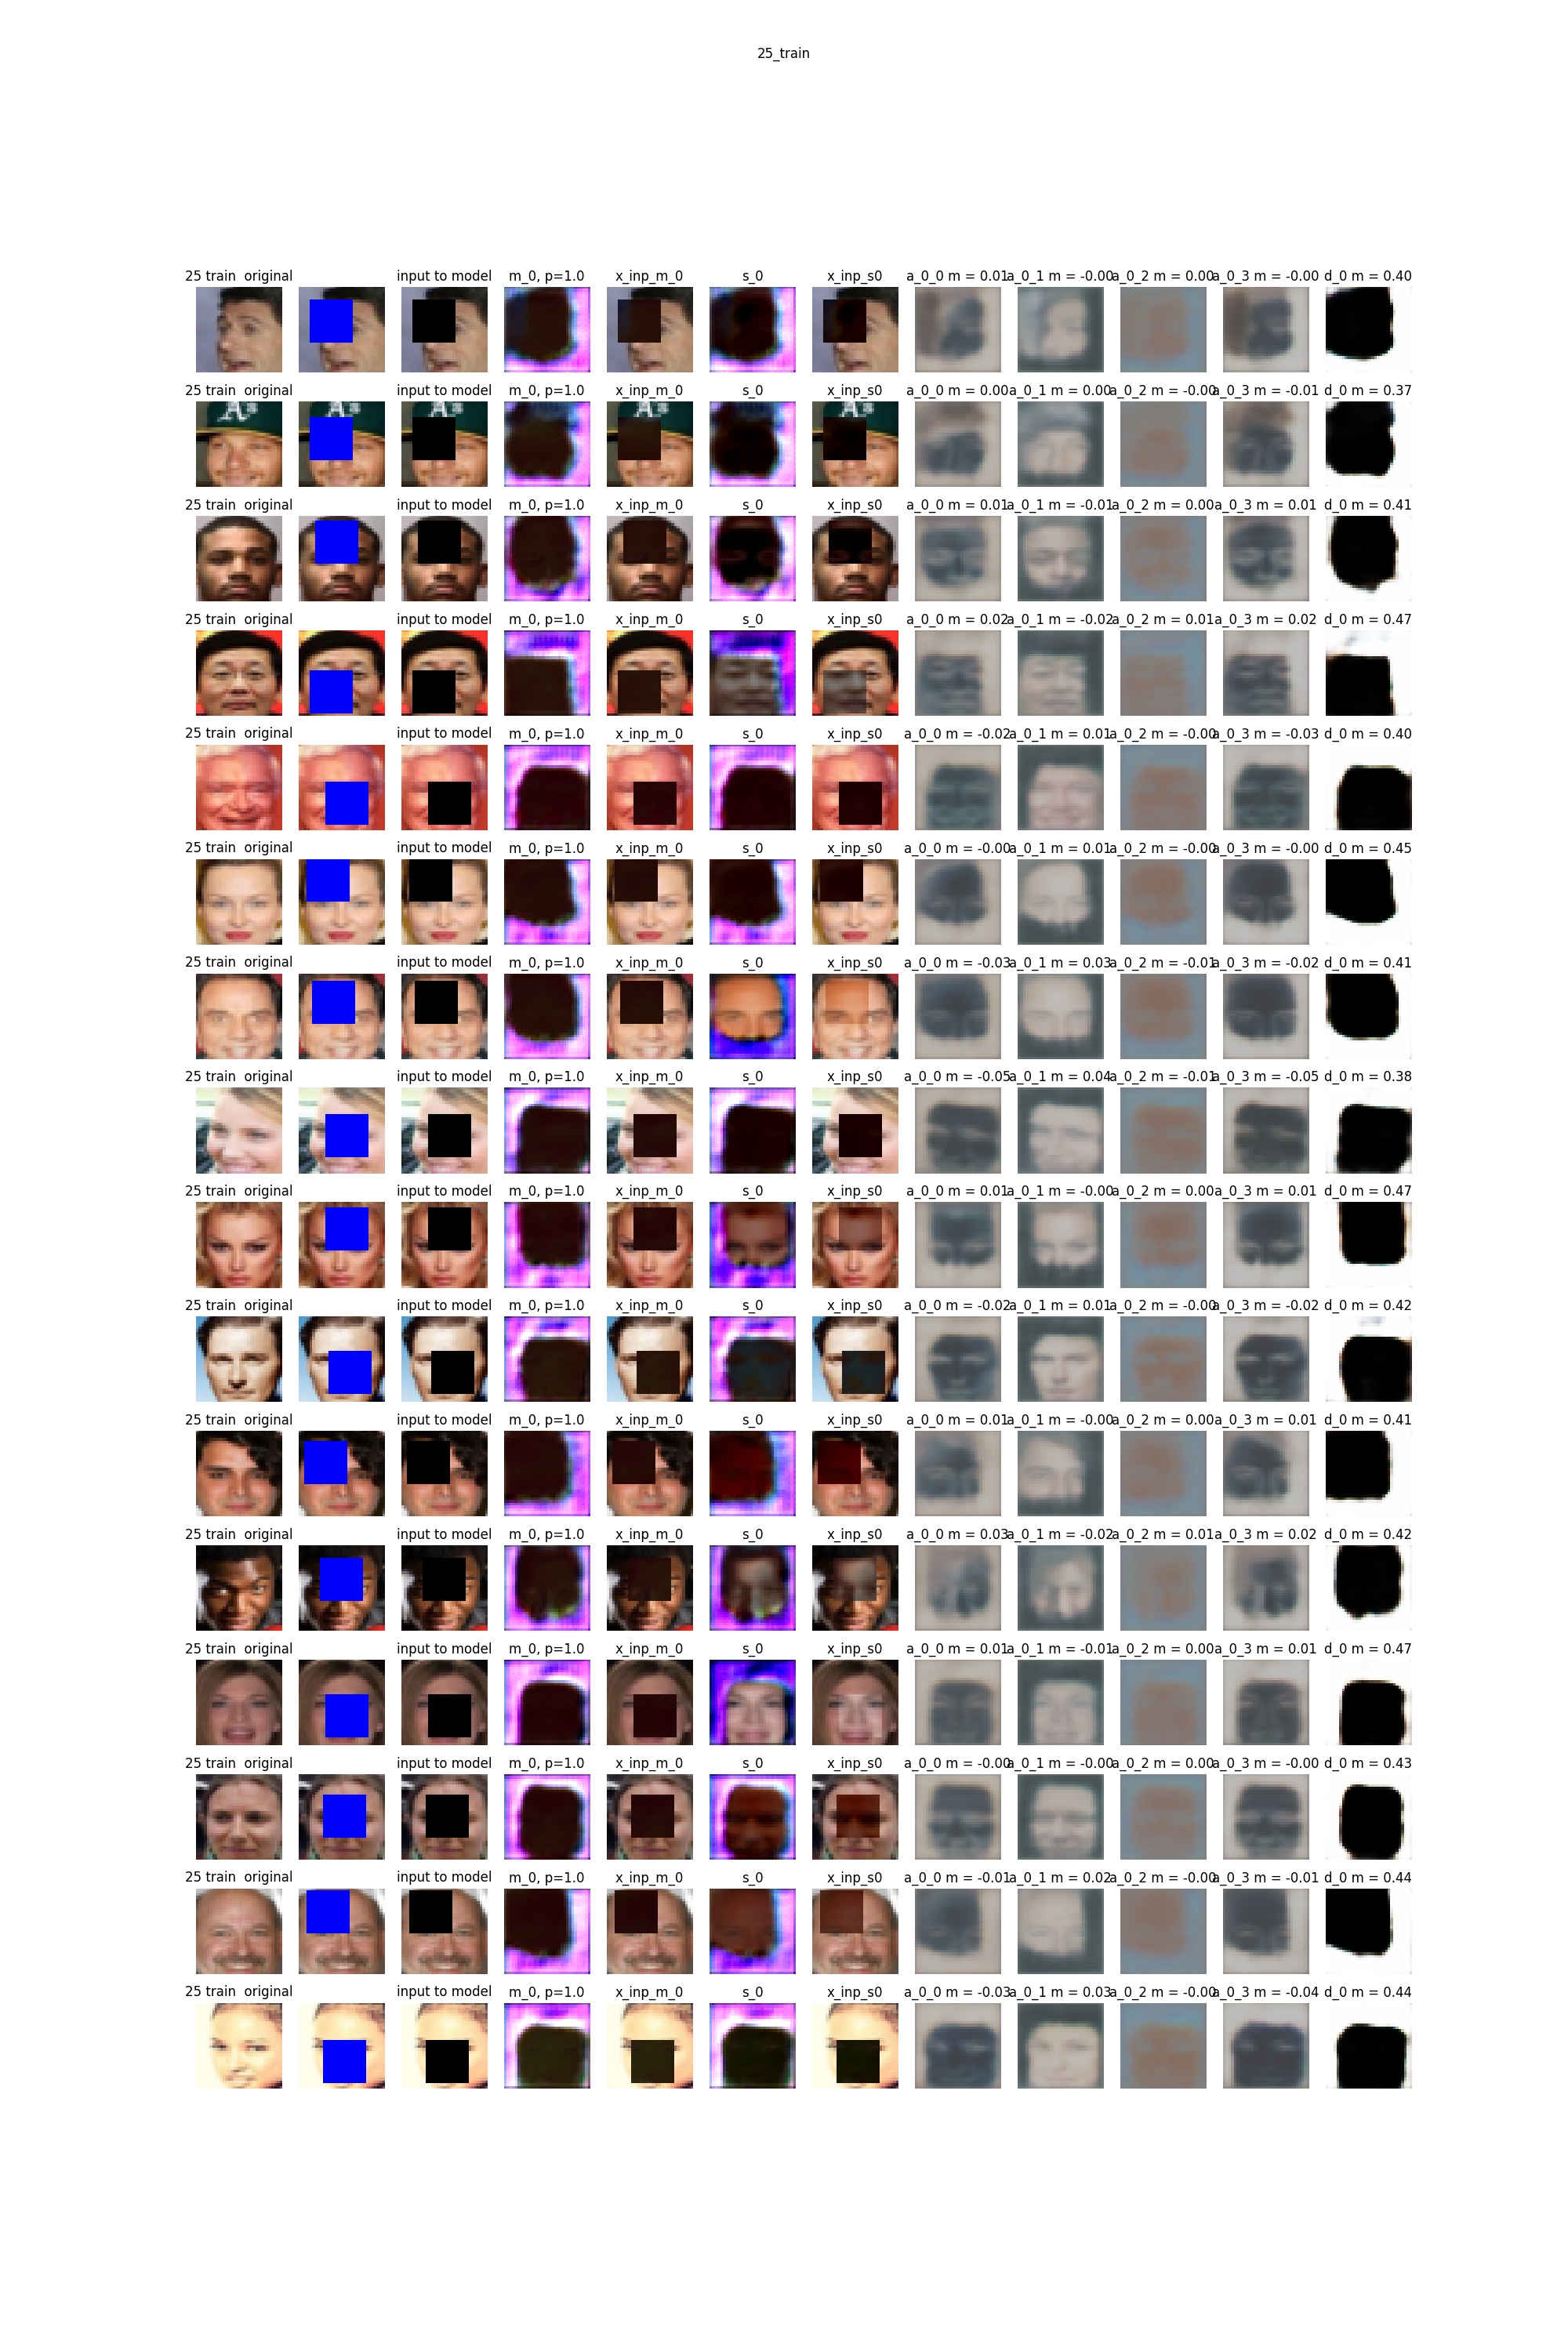 25_train
25 train original input to model m_0, p=1.0 x_inp_m_0 s_0 x_inp_s0 a_0_0 m = 0.01 a_0_1 m = -0.00 a_0_2 m = 0.00 a_0_3 m = -0.00 d_0 m = 0.40
25 train original input to model m_0, p=1.0 x_inp_m_0 s_0 x_inp_s0 a_0_0 m = 0.00 a_0_1 m = 0.00 a_0_2 m = -0.00 a_0_3 m = -0.01 d_0 m = 0.37
A's A's A's A's A's
25 train original input to model m_0, p=1.0 x_inp_m_0 s_0 x_inp_s0 a_0_0 m = 0.01 a_0_1 m = -0.01 a_0_2 m = 0.00 a_0_3 m = 0.01 d_0 m = 0.41
25 train original input to model m_0, p=1.0 x_inp_m_0 s_0 x_inp_s0 a_0_0 m = 0.02 a_0_1 m = -0.02 a_0_2 m = 0.01 a_0_3 m = 0.02 d_0 m = 0.47
25 train original input to model m_0, p=1.0 x_inp_m_0 s_0 x_inp_s0 a_0_0 m = -0.02 a_0_1 m = 0.01 a_0_2 m = -0.00 a_0_3 m = -0.03 d_0 m = 0.40
25 train original input to model m_0, p=1.0 x_inp_m_0 s_0 x_inp_s0 a_0_0 m = -0.00 a_0_1 m = 0.01 a_0_2 m = -0.00 a_0_3 m = -0.00 d_0 m = 0.45
25 train original input to model m_0, p=1.0 x_inp_m_0 s_0 x_inp_s0 a_0_0 m = -0.03 a_0_1 m = 0.03 a_0_2 m = -0.01 a_0_3 m = -0.02 d_0 m = 0.41
25 train original input to model m_0, p=1.0 x_inp_m_0 s_0 x_inp_s0 a_0_0 m = -0.05 a_0_1 m = 0.04 a_0_2 m = -0.01 a_0_3 m = -0.05 d_0 m = 0.38
25 train original input to model m_0, p=1.0 x_inp_m_0 s_0 x_inp_s0 a_0_0 m = 0.01 a_0_1 m = -0.00 a_0_2 m = 0.00 a_0_3 m = 0.01 d_0 m = 0.47
25 train original input to model m_0, p=1.0 x_inp_m_0 s_0 x_inp_s0 a_0_0 m = -0.02 a_0_1 m = 0.01 a_0_2 m = -0.00 a_0_3 m = -0.02 d_0 m = 0.42
25 train original input to model m_0, p=1.0 x_inp_m_0 s_0 x_inp_s0 a_0_0 m = 0.01 a_0_1 m = -0.00 a_0_2 m = 0.00 a_0_3 m = 0.01 d_0 m = 0.41
25 train original input to model m_0, p=1.0 x_inp_m_0 s_0 x_inp_s0 a_0_0 m = 0.03 a_0_1 m = -0.02 a_0_2 m = 0.01 a_0_3 m = 0.02 d_0 m = 0.42
25 train original input to model m_0, p=1.0 x_inp_m_0 s_0 x_inp_s0 a_0_0 m = 0.01 a_0_1 m = -0.01 a_0_2 m = 0.00 a_0_3 m = 0.01 d_0 m = 0.47
25 train original input to model m_0, p=1.0 x_inp_m_0 s_0 x_inp_s0 a_0_0 m = -0.00 a_0_1 m = -0.00 a_0_2 m = 0.00 a_0_3 m = -0.00 d_0 m = 0.43
25 train original input to model m_0, p=1.0 x_inp_m_0 s_0 x_inp_s0 a_0_0 m = -0.01 a_0_1 m = 0.02 a_0_2 m = -0.00 a_0_3 m = -0.01 d_0 m = 0.44
25 train original input to model m_0, p=1.0 x_inp_m_0 s_0 x_inp_s0 a_0_0 m = -0.03 a_0_1 m = 0.03 a_0_2 m = -0.00 a_0_3 m = -0.04 d_0 m = 0.44